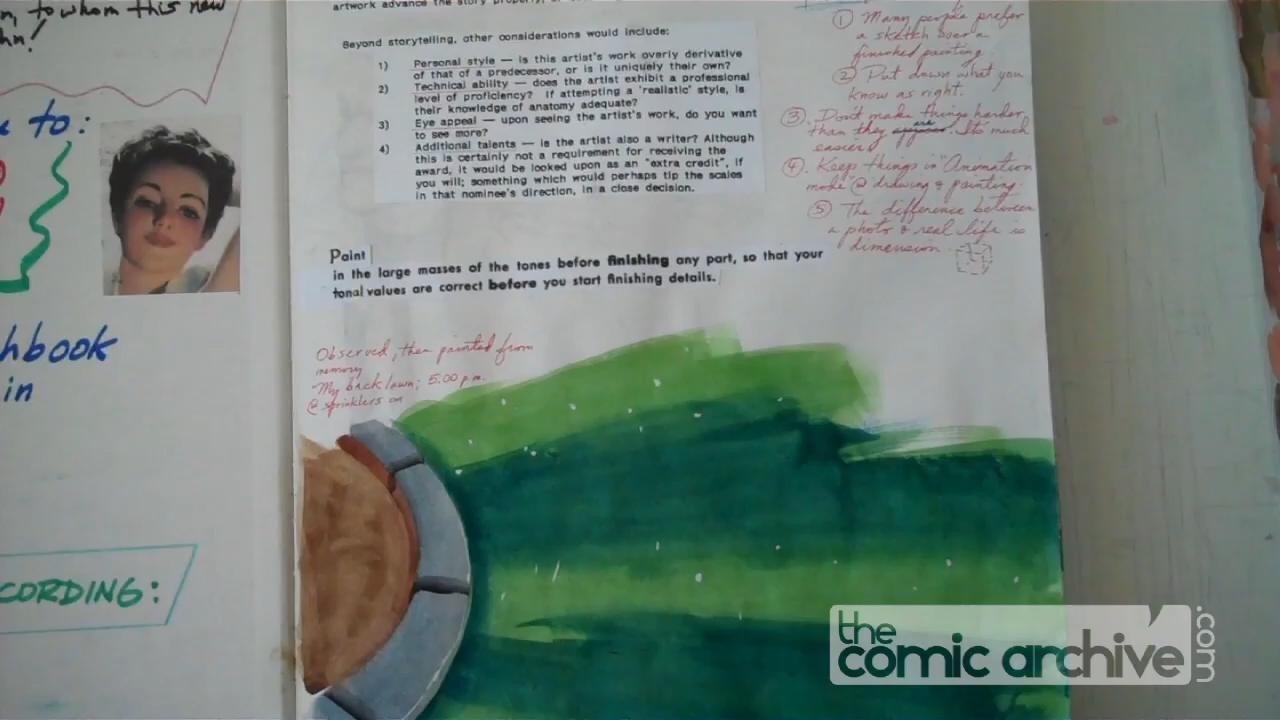 n, to whom this new
hn!
to:
hbook
in
CORDING:
artwork advance the story properly, or
Beyond storytelling, other considerations would include:
1) Personal style — is this artist's work overly derivative
of that of a predecessor, or is it uniquely their own?
2) Technical ability — does the artist exhibit a professional
level of proficiency? If attempting a 'realistic' style, is
their knowledge of anatomy adequate?
3) Eye appeal — upon seeing the artist's work, do you want
to see more?
4) Additional talents — is the artist also a writer? Although
this is certainly not a requirement for receiving the
award, it would be looked upon as an "extra credit", if
you will; something which would perhaps tip the scales
in that nominee's direction, in a close decision.
Paint
in the large masses of the tones before finishing any part, so that your
tonal values are correct before you start finishing details.
① Many people prefer
a sketch over a
finished painting.
② Put down what you
know as right.
③. Don't make things harder
than they are. It's much
easier.
④. Keep things in "Animation
mode" @ drawing & painting.
⑤ The difference between
a photo & real life is
dimension.
Observed, then painted from
memory
"My back lawn; 5:00 p.m.
@ sprinklers on
the
comic archive.com